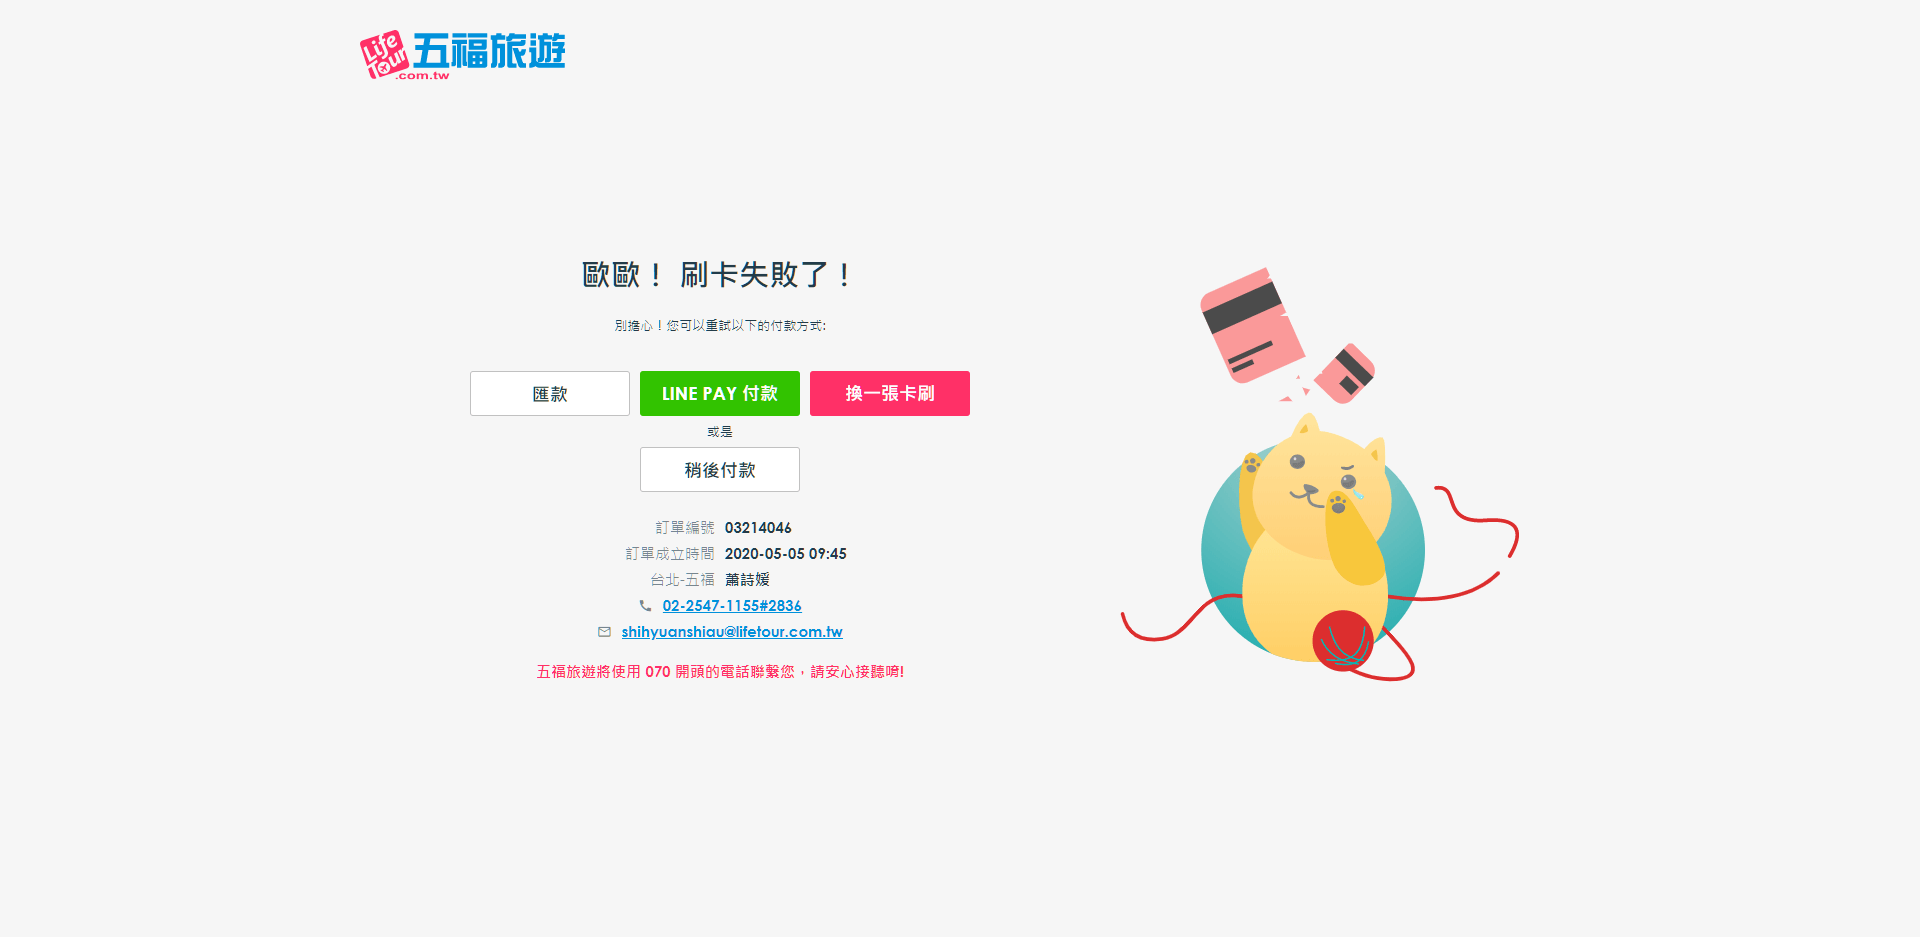 Life Tour 五福旅遊
.com.tw
歐歐！ 刷卡失敗了！
別擔心！您可以重試以下的付款方式:
匯款
LINE PAY 付款
換一張卡刷
或是
稍後付款
訂單編號 03214046
訂單成立時間 2020-05-05 09:45
台北-五福 蕭詩媛
02-2547-1155#2836
shihyuanshiau@lifetour.com.tw
五福旅遊將使用 070 開頭的電話聯繫您，請安心接聽唷!